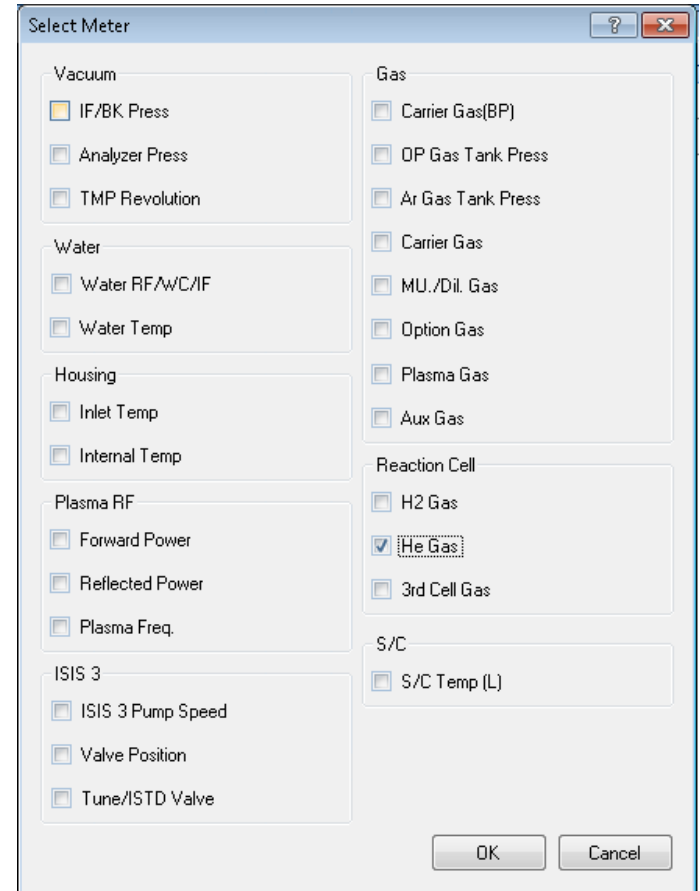 Select Meter
Vacuum
IF/BK Press
Analyzer Press
TMP Revolution
Water
Water RF/WC/IF
Water Temp
Housing
Inlet Temp
Internal Temp
Plasma RF
Forward Power
Reflected Power
Plasma Freq.
ISIS 3
ISIS 3 Pump Speed
Valve Position
Tune/ISTD Valve
Gas
Carrier Gas(BP)
OP Gas Tank Press
Ar Gas Tank Press
Carrier Gas
MU./Dil. Gas
Option Gas
Plasma Gas
Aux Gas
Reaction Cell
H2 Gas
He Gas
3rd Cell Gas
S/C
S/C Temp (L)
OK
Cancel